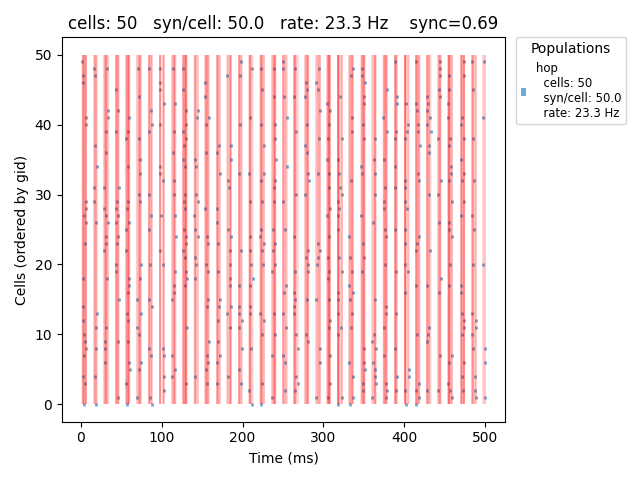 cells: 50   syn/cell: 50.0   rate: 23.3 Hz    sync=0.69
Populations
hop
cells: 50
syn/cell: 50.0
rate: 23.3 Hz
Cells (ordered by gid)
50
40
30
20
10
0
0 100 200 300 400 500
Time (ms)